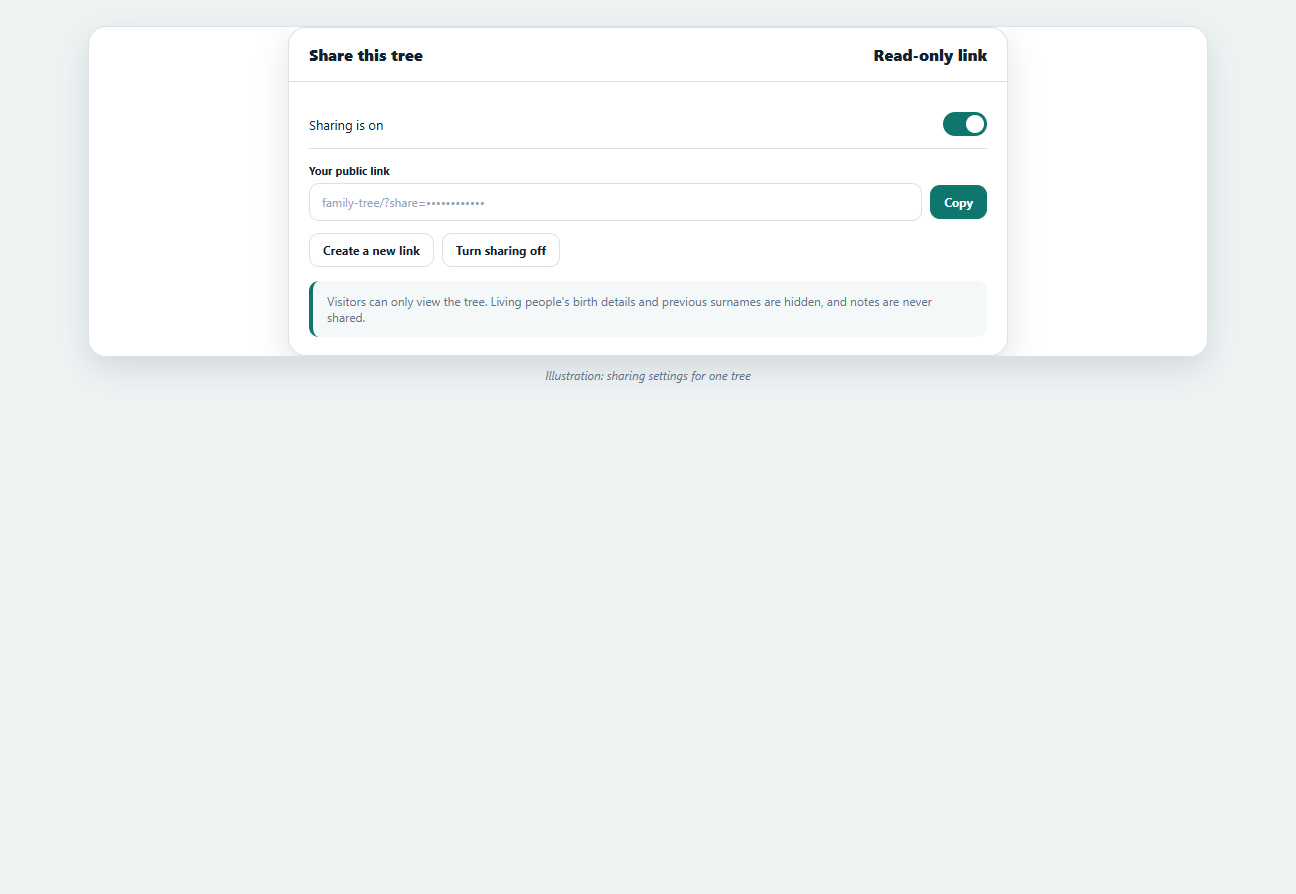 Share this tree
Read-only link
Sharing is on
Your public link
family-tree/?share=••••••••••••
Copy
Create a new link
Turn sharing off
Visitors can only view the tree. Living people's birth details and previous surnames are hidden, and notes are never
shared.
Illustration: sharing settings for one tree